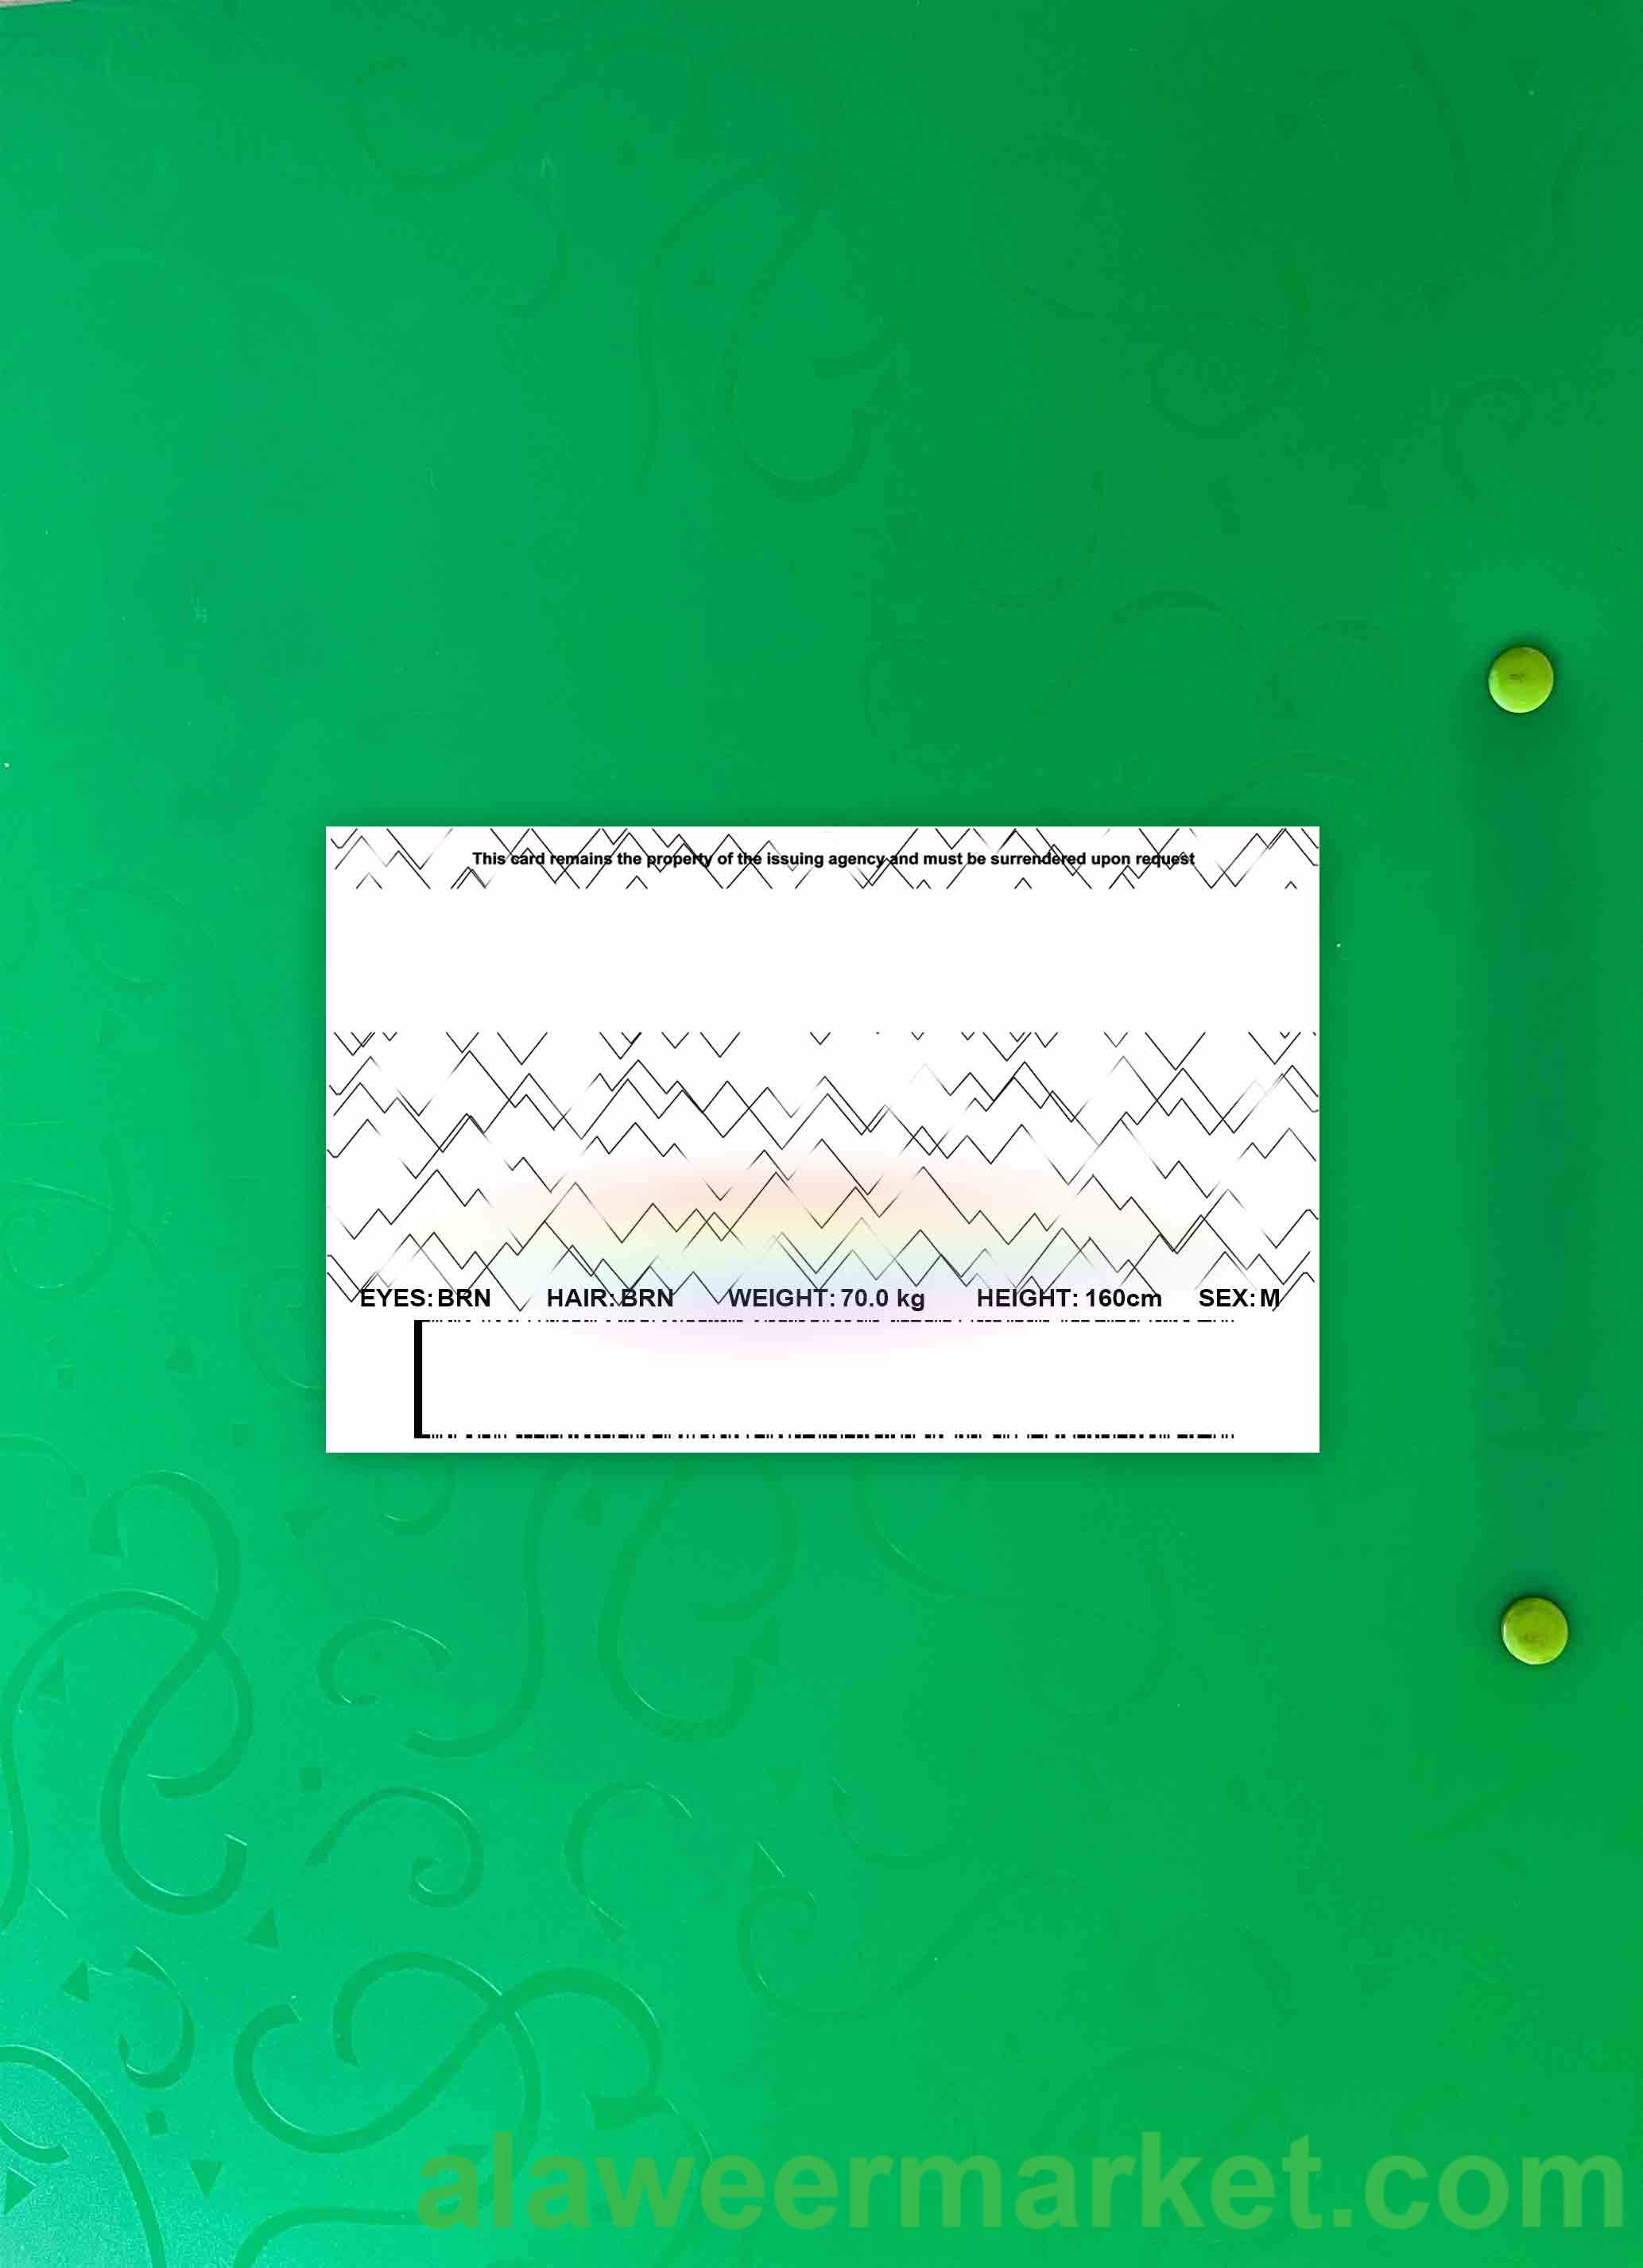 This card remains the property of the issuing agency and must be surrendered upon request
EYES: BRN HAIR: BRN WEIGHT: 70.0 kg HEIGHT: 160cm SEX: M
alaweermarket.com